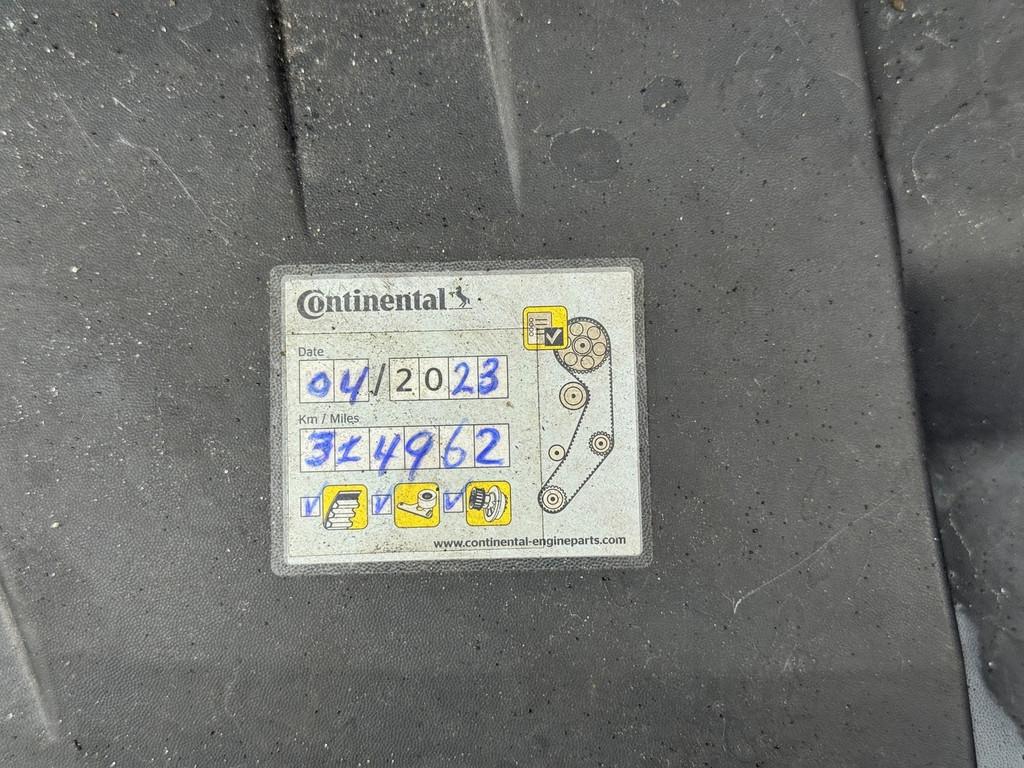 Continental
Date
04/2023
Km / Miles
314962
www.continental-engineparts.com